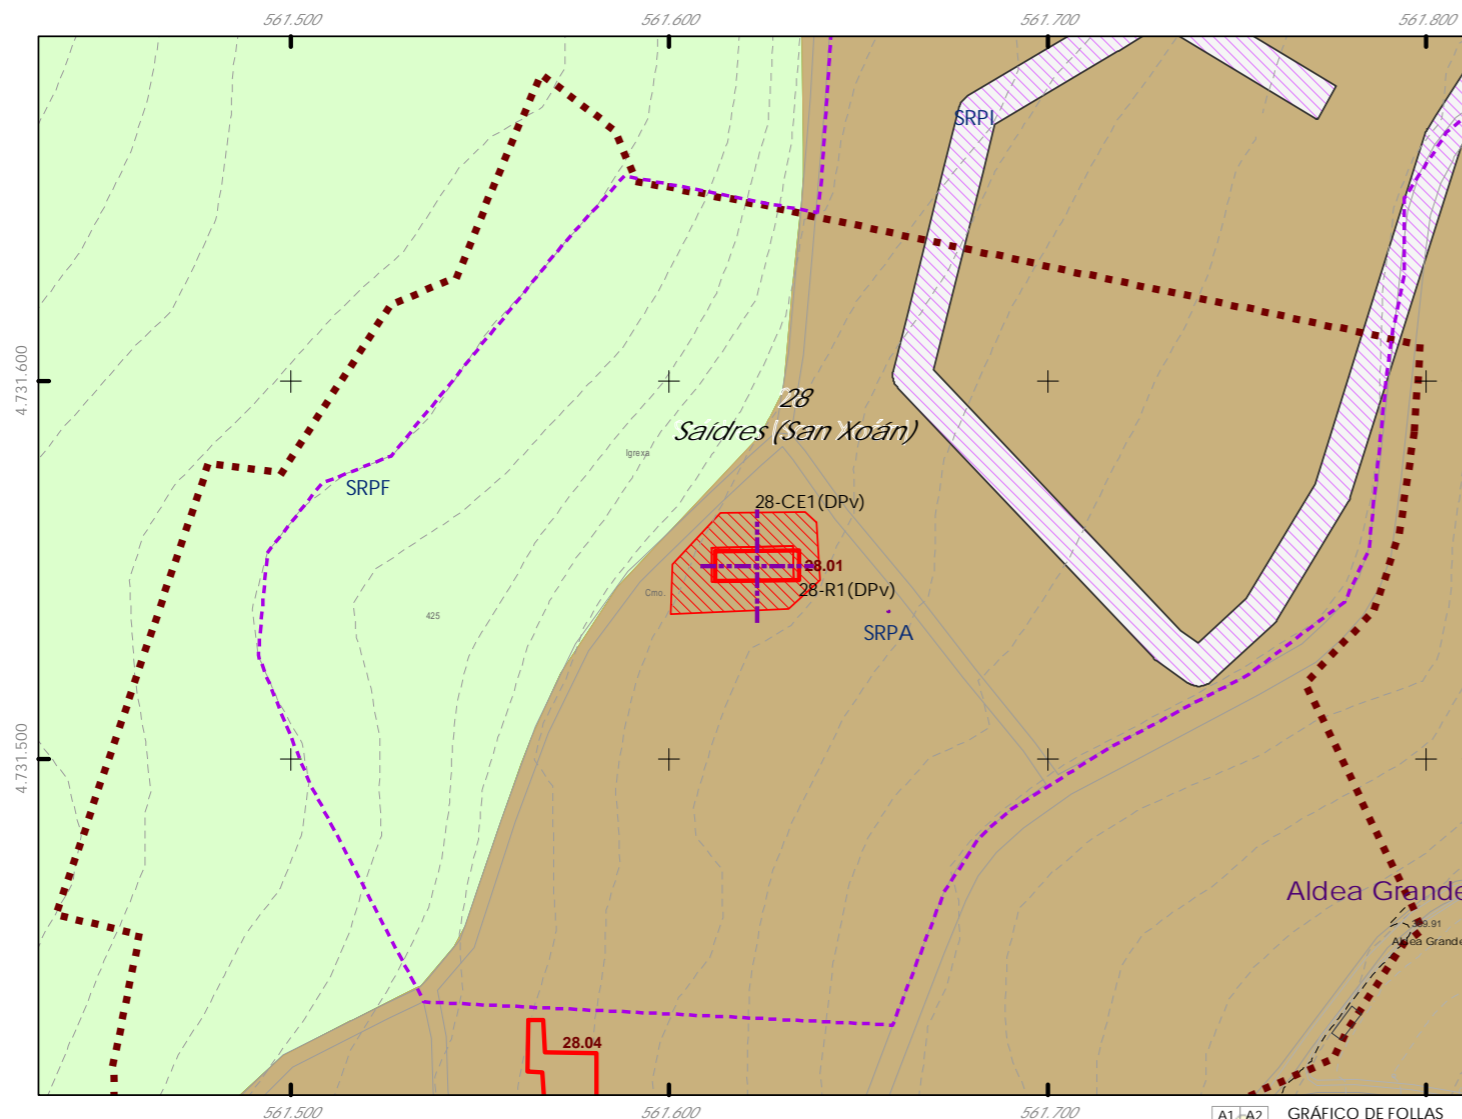 561.500
561.600
561.700
561.800
SRPI
4.731.600
28
Saídres (San Xoán)
Igrexa
SRPF
28-CE1(DPv)
28.01
28-R1(DPv)
Cmo.
425
SRPA
4.731.500
Aldea Grande
Aldea Grande
28.04
561.500
561.600
561.700
A1 A2
GRÁFICO DE FOLLAS